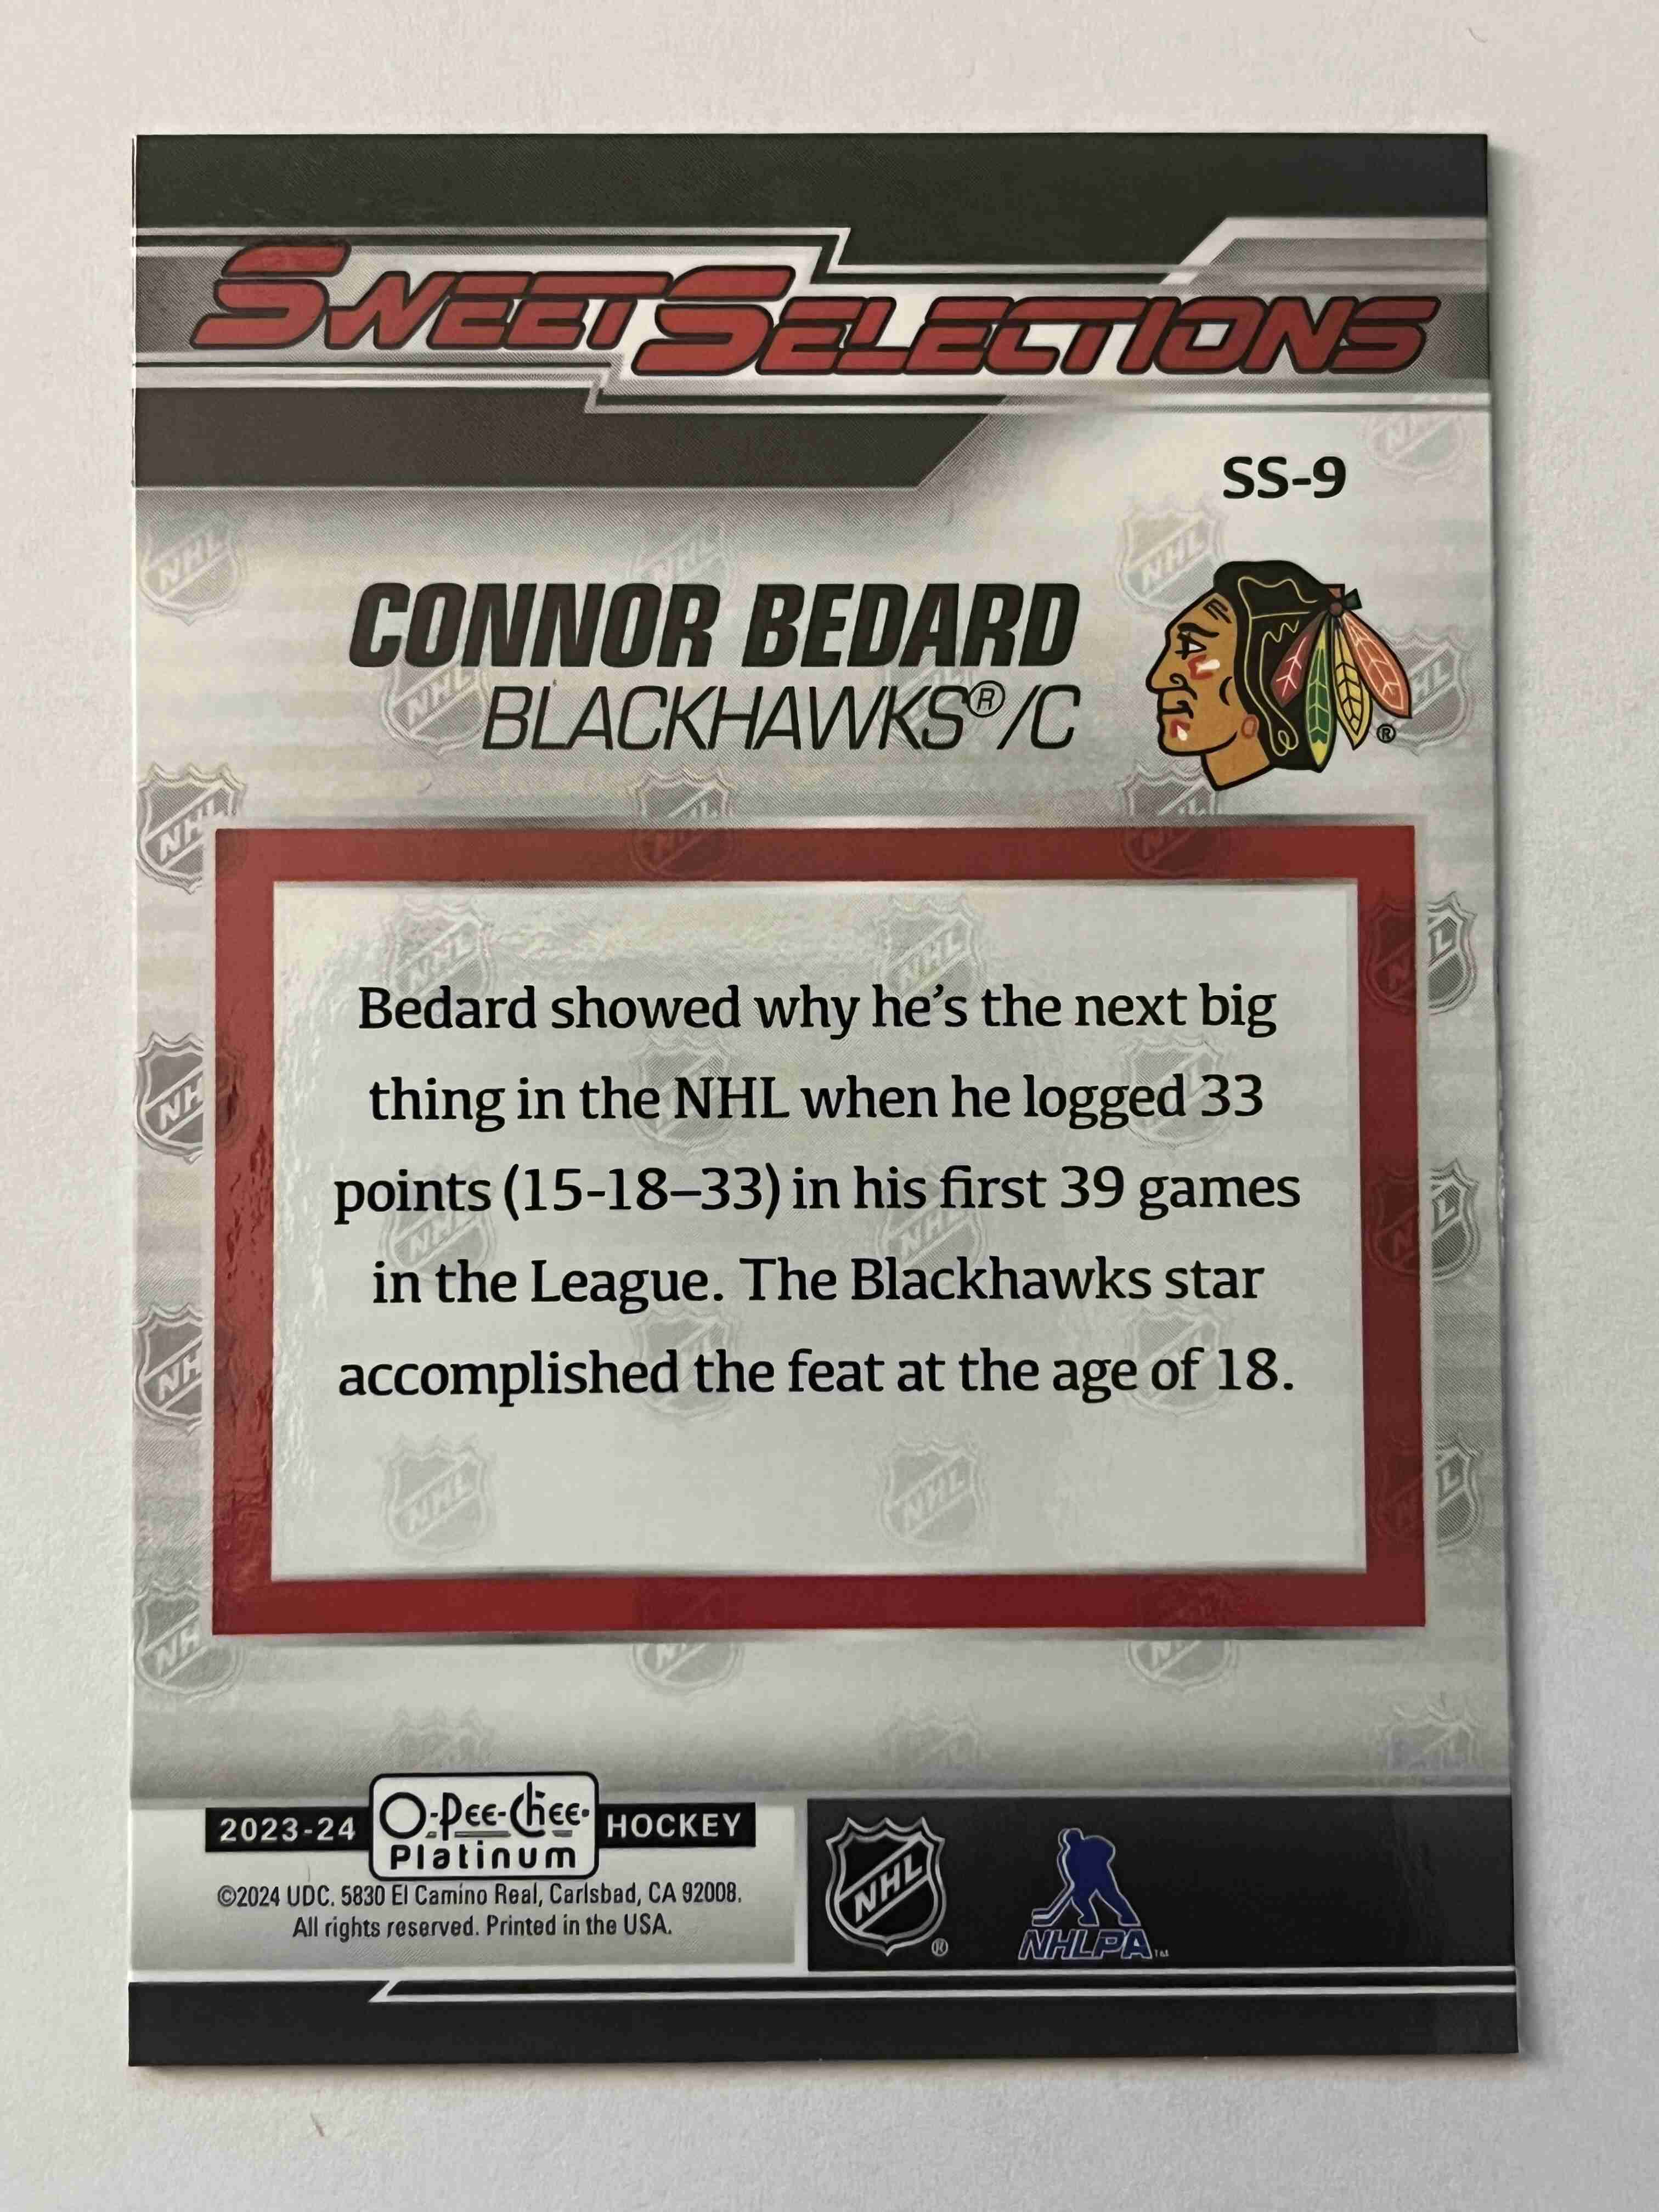 SWEET SELECTIONS
SS-9
CONNOR BEDARD
BLACKHAWKS®/C
®
Bedard showed why he's the next big
thing in the NHL when he logged 33
points (15-18–33) in his first 39 games
in the League. The Blackhawks star
accomplished the feat at the age of 18.
2023-24 O-Pee-Chee Platinum HOCKEY
©2024 UDC. 5830 El Camino Real, Carlsbad, CA 92008.
All rights reserved. Printed in the USA.
NHL ®
NHLPA™